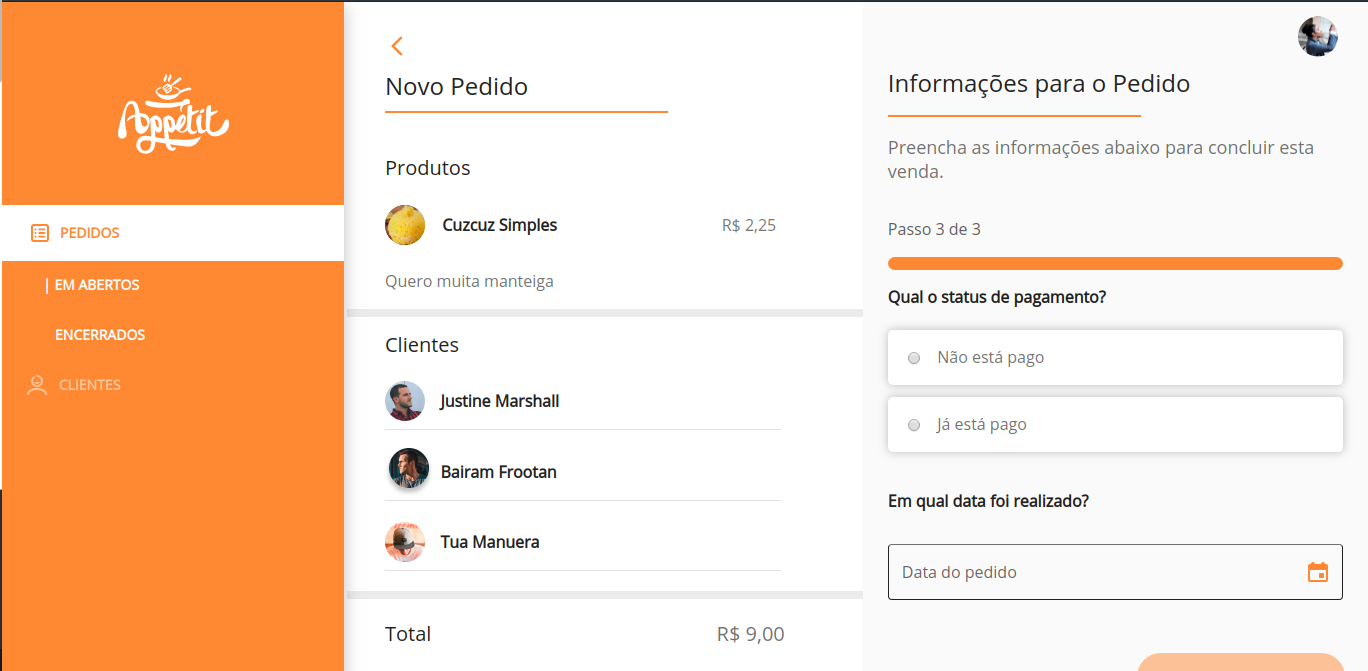 Appetit
PEDIDOS
| EM ABERTOS
ENCERRADOS
CLIENTES
Novo Pedido
Produtos
Cuzcuz Simples R$ 2,25
Quero muita manteiga
Clientes
Justine Marshall
Bairam Frootan
Tua Manuera
Total R$ 9,00
Informações para o Pedido
Preencha as informações abaixo para concluir esta
venda.
Passo 3 de 3
Qual o status de pagamento?
Não está pago
Já está pago
Em qual data foi realizado?
Data do pedido